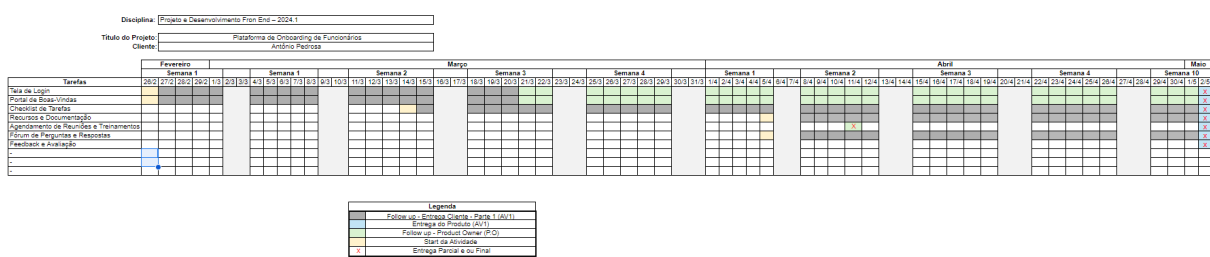 Disciplina: Projeto e Desenvolvimento Fron End – 2024.1
Titulo do Projeto: Plataforma de Onboarding de Funcionários
Cliente: Antônio Pedrosa
Fevereiro Março Abril Maio
Semana 1 Semana 1 Semana 2 Semana 3 Semana 4 Semana 1 Semana 2 Semana 3 Semana 4 Semana 10
Tarefas 26/2 27/2 28/2 29/2 1/3 2/3 3/3 4/3 5/3 6/3 7/3 8/3 9/3 10/3 11/3 12/3 13/3 14/3 15/3 16/3 17/3 18/3 19/3 20/3 21/3 22/3 23/3 24/3 25/3 26/3 27/3 28/3 29/3 30/3 31/3 1/4 2/4 3/4 4/4 5/4 6/4 7/4 8/4 9/4 10/4 11/4 12/4 13/4 14/4 15/4 16/4 17/4 18/4 19/4 20/4 21/4 22/4 23/4 24/4 25/4 26/4 27/4 28/4 29/4 30/4 1/5 2/5
Tela de Login X
Portal de Boas-Vindas X
Checklist de Tarefas X
Recursos e Documentação X
Agendamento de Reuniões e Treinamentos X X
Fórum de Perguntas e Respostas X
Feedback e Avaliação X
-
-
-
Legenda
Follow up - Entrega Cliente - Parte 1 (AV1)
Entrega do Produto (AV1)
Follow up - Product Owner (P.O)
Start da Atividade
X Entrega Parcial e ou Final